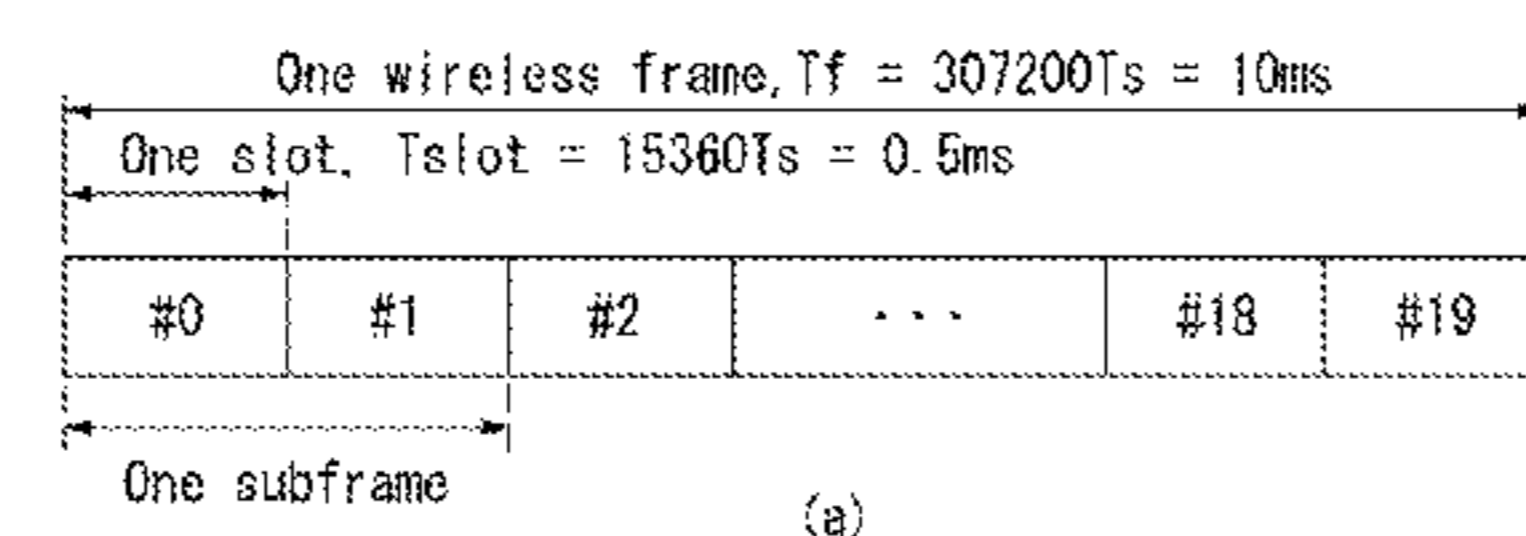 One wireless frame, Tf = 307200Ts = 10ms
One slot, Tslot = 15360Ts = 0.5ms
#0 #1 #2 ... #18 #19
One subframe
(a)